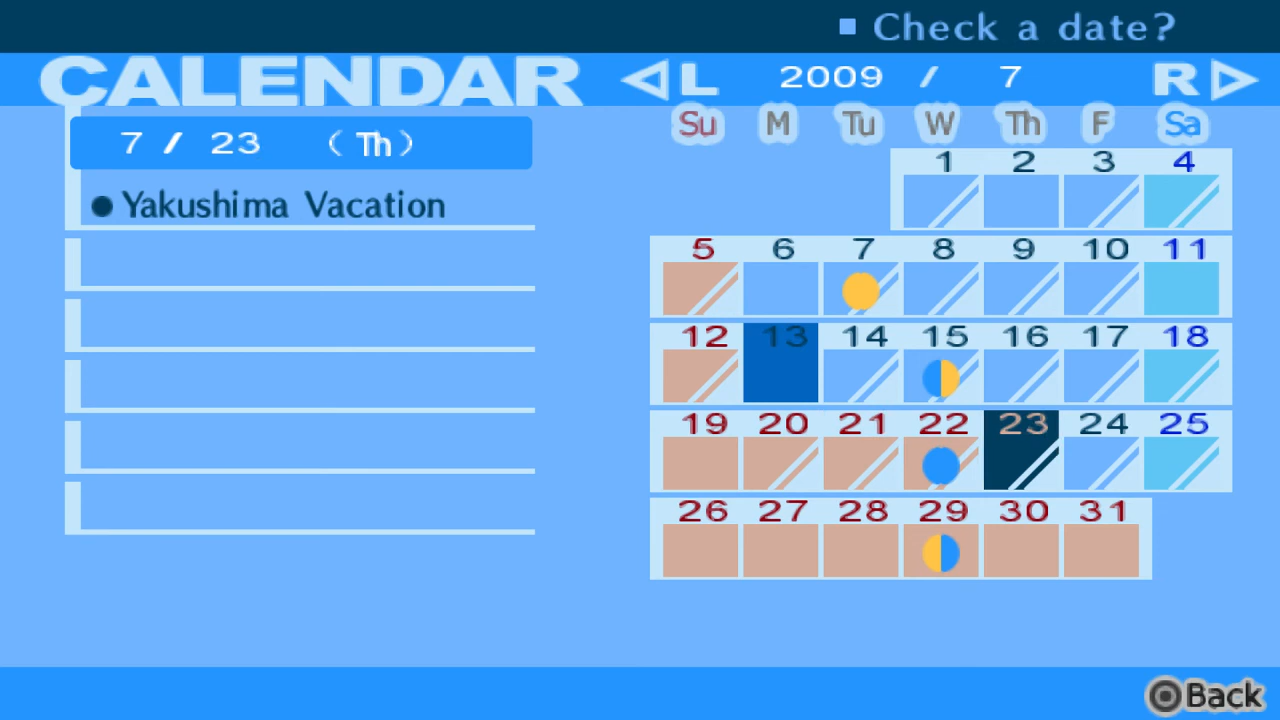 Check a date?
CALENDAR
L 2009 / 7 R
7 / 23 (Th)
Yakushima Vacation
Su M Tu W Th F Sa
1 2 3 4
5 6 7 8 9 10 11
12 13 14 15 16 17 18
19 20 21 22 23 24 25
26 27 28 29 30 31
Back